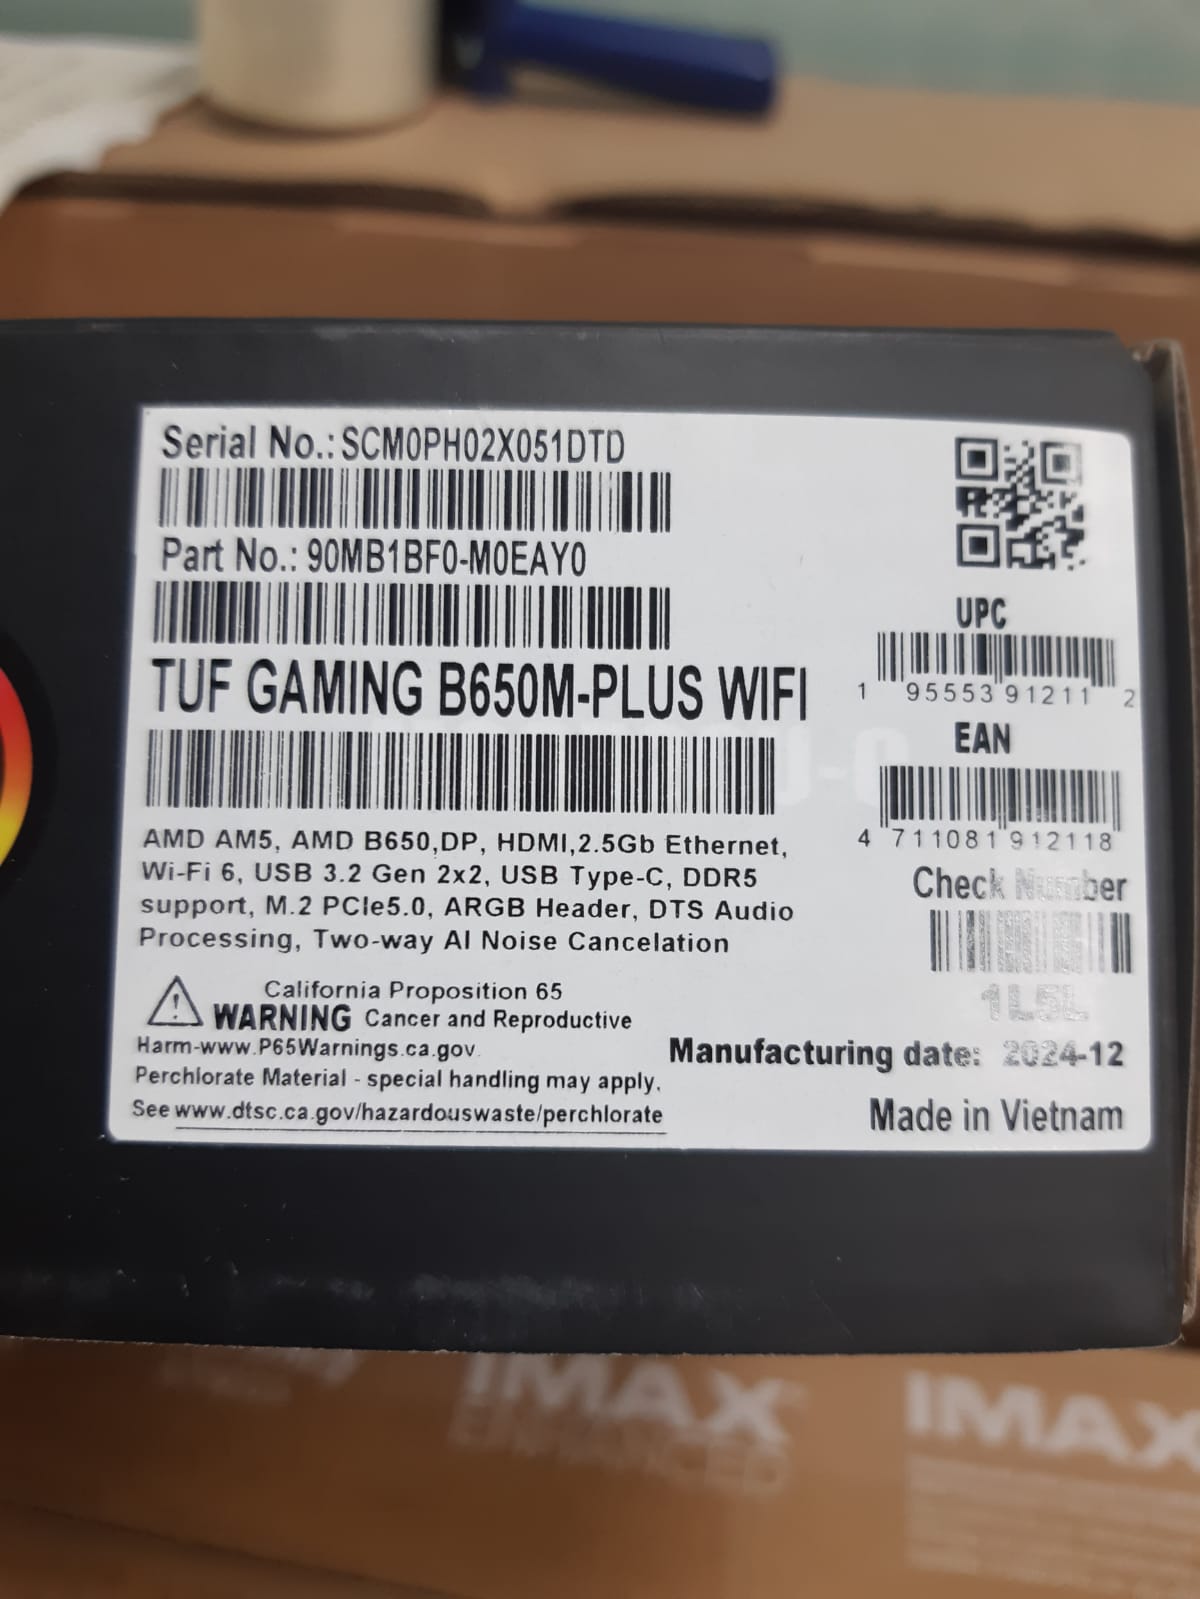 Serial No.: SCM0PH02X051DTD
Part No.: 90MB1BF0-M0EAY0
TUF GAMING B650M-PLUS WIFI
AMD AM5, AMD B650,DP, HDMI,2.5Gb Ethernet,
Wi-Fi 6, USB 3.2 Gen 2x2, USB Type-C, DDR5
support, M.2 PCIe5.0, ARGB Header, DTS Audio
Processing, Two-way AI Noise Cancelation
California Proposition 65
WARNING Cancer and Reproductive
Harm-www.P65Warnings.ca.gov.
Perchlorate Material - special handling may apply.
See www.dtsc.ca.gov/hazardouswaste/perchlorate
UPC
1 95553 91211 2
EAN
4 711081 912118
Check Number
1L5L
Manufacturing date: 2024-12
Made in Vietnam
IMAX
ENHANCED
IMAX